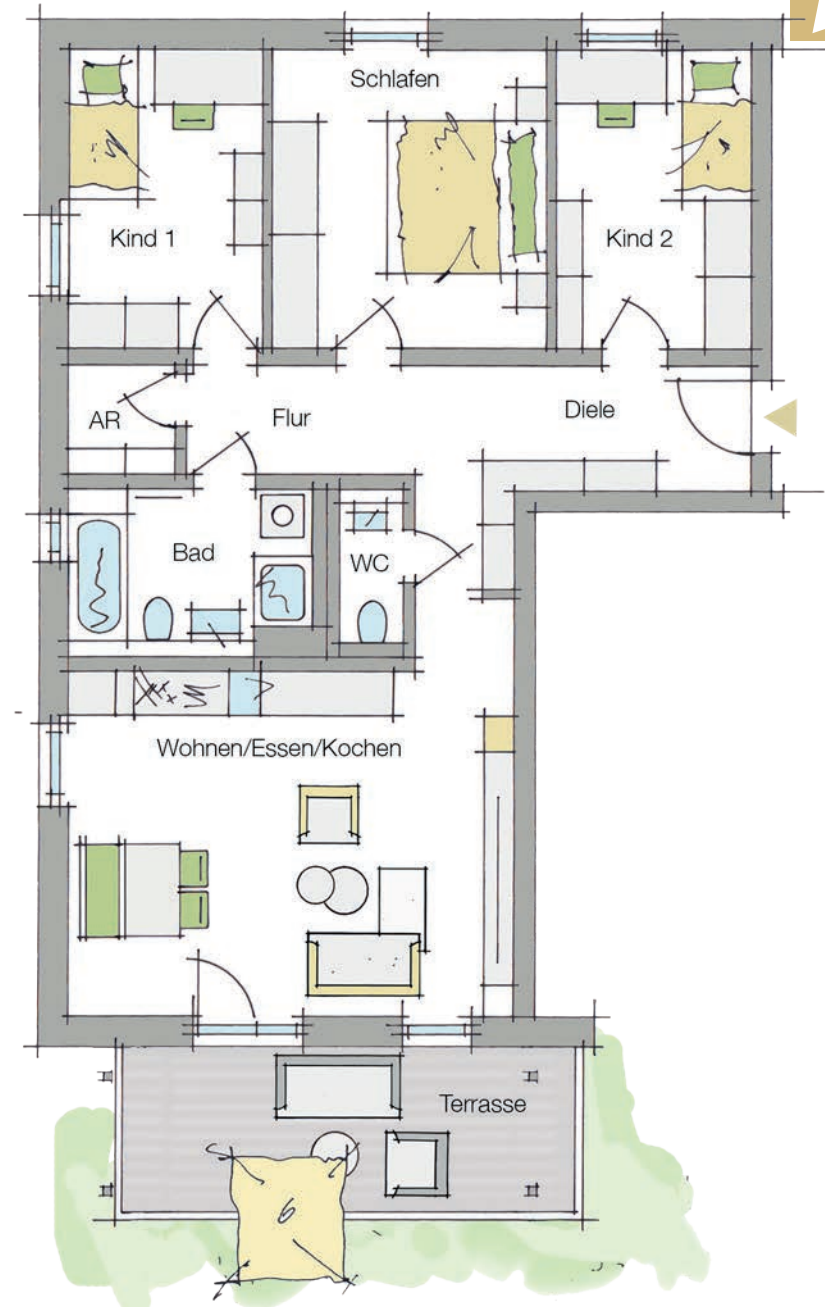 Schlafen
Kind 1
Kind 2
AR
Flur
Diele
Bad
WC
Wohnen/Essen/Kochen
Terrasse